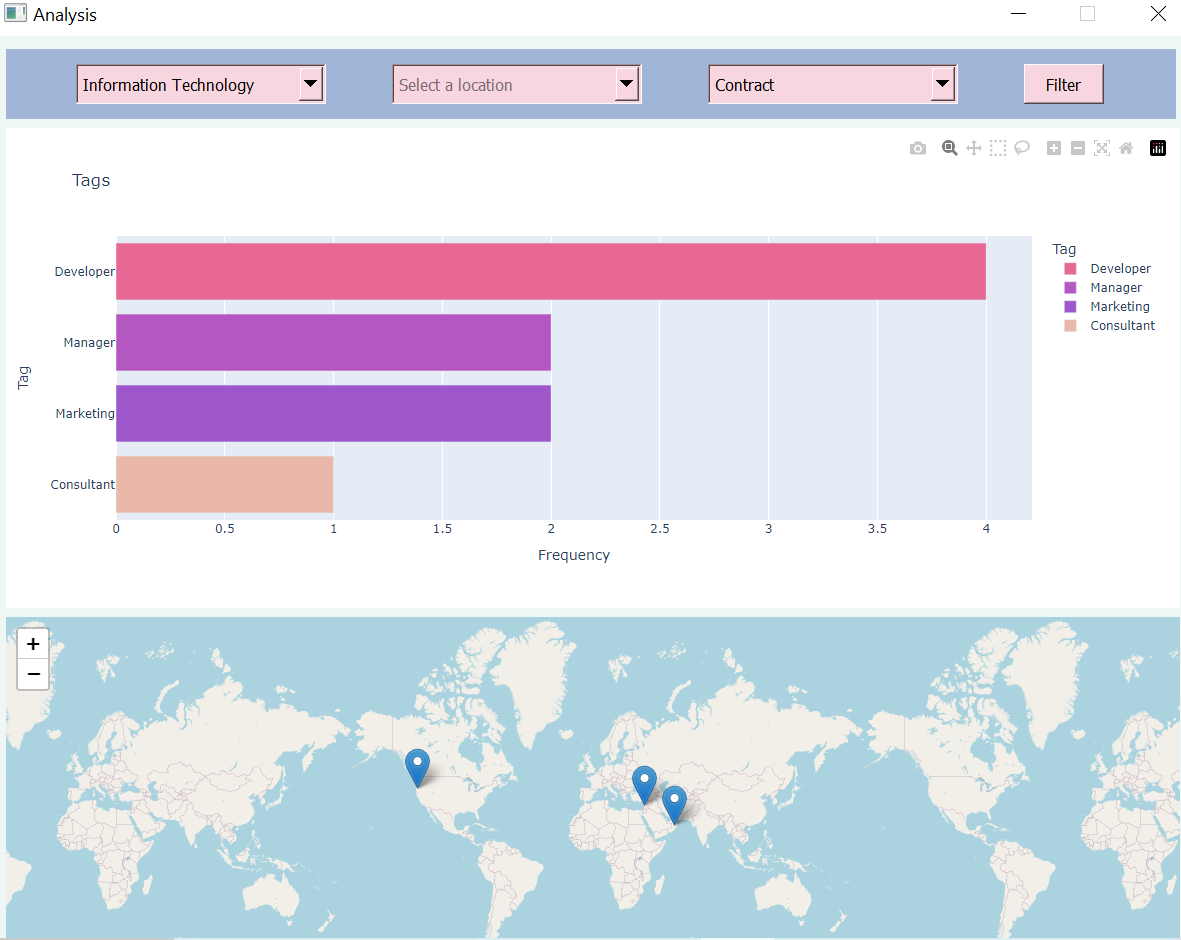 Analysis
Information Technology
Select a location
Contract
Filter
Tags
Tag
Developer
Manager
Marketing
Consultant
0 0.5 1 1.5 2 2.5 3 3.5 4
Frequency
Tag
Developer
Manager
Marketing
Consultant
+
−